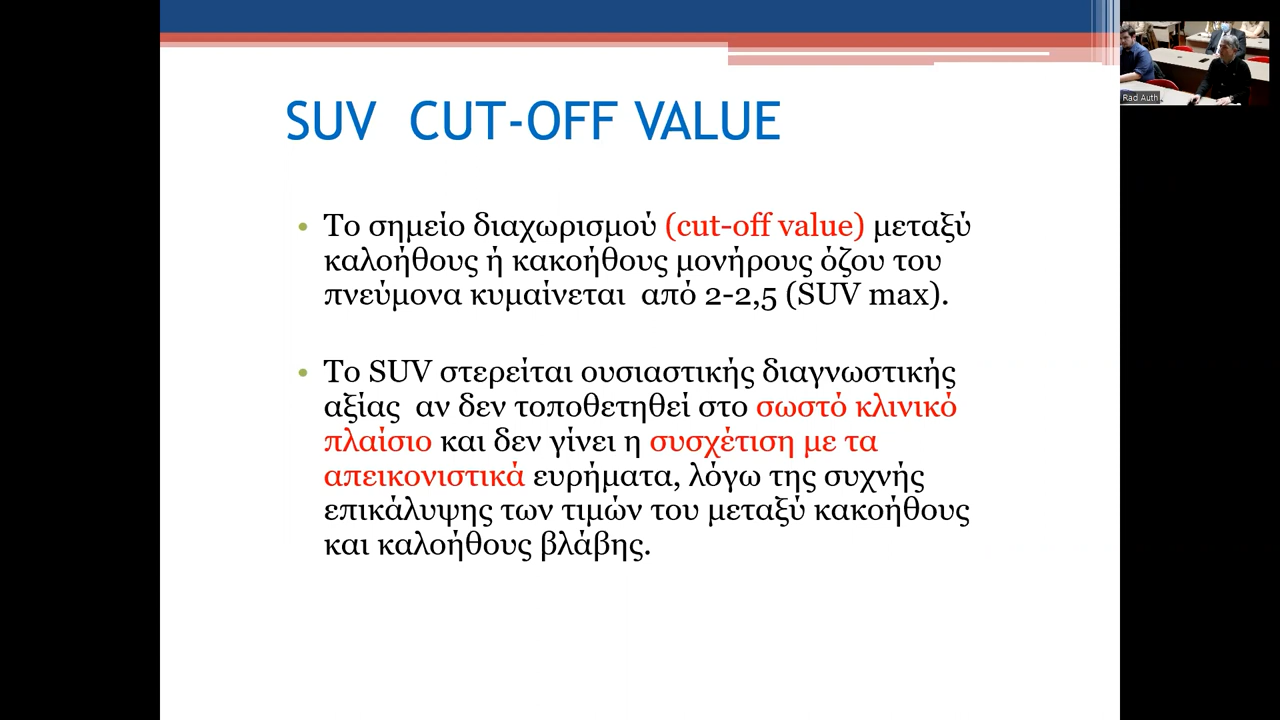 SUV CUT-OFF VALUE
• Το σημείο διαχωρισμού (cut-off value) μεταξύ
καλοήθους ή κακοήθους μονήρους όζου του
πνεύμονα κυμαίνεται από 2-2,5 (SUV max).
• Το SUV στερείται ουσιαστικής διαγνωστικής
αξίας αν δεν τοποθετηθεί στο σωστό κλινικό
πλαίσιο και δεν γίνει η συσχέτιση με τα
απεικονιστικά ευρήματα, λόγω της συχνής
επικάλυψης των τιμών του μεταξύ κακοήθους
και καλοήθους βλάβης.
Rad Auth